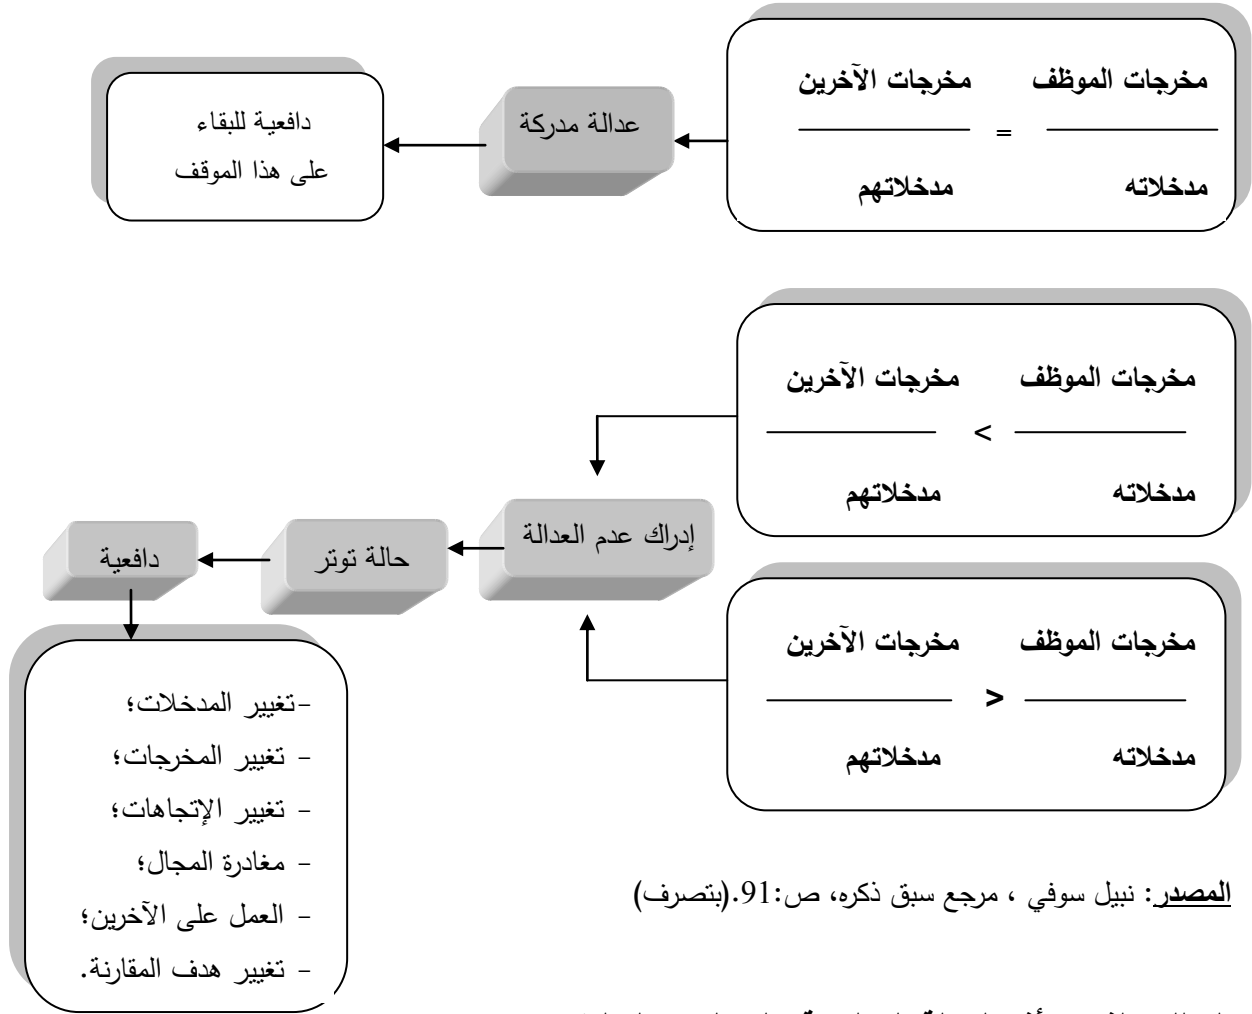 مخرجات الموظف مخرجات الآخرين
=
مدخلاته مدخلاتهم
عدالة مدركة
دافعية للبقاء
على هذا الموقف
مخرجات الموظف مخرجات الآخرين
<
مدخلاته مدخلاتهم
إدراك عدم العدالة
حالة توتر
دافعية
مخرجات الموظف مخرجات الآخرين
>
مدخلاته مدخلاتهم
-تغيير المدخلات؛
- تغيير المخرجات؛
- تغيير الإتجاهات؛
- مغادرة المجال؛
- العمل على الآخرين؛
- تغيير هدف المقارنة.
المصدر: نبيل سوفي ، مرجع سبق ذكره، ص:91.(بتصرف)